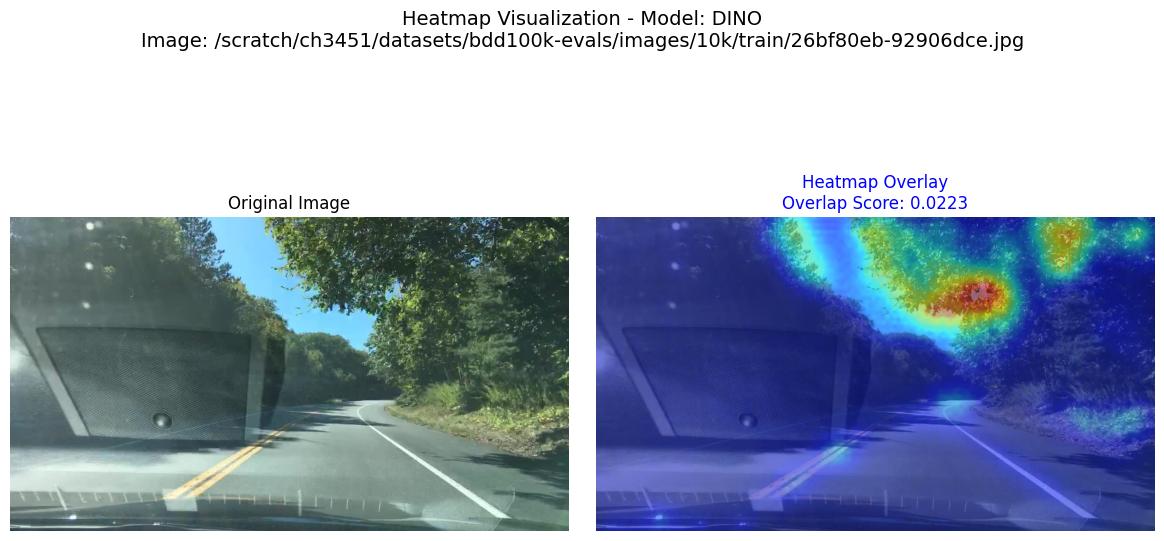 Heatmap Visualization - Model: DINO
Image: /scratch/ch3451/datasets/bdd100k-evals/images/10k/train/26bf80eb-92906dce.jpg
Original Image
Heatmap Overlay
Overlap Score: 0.0223